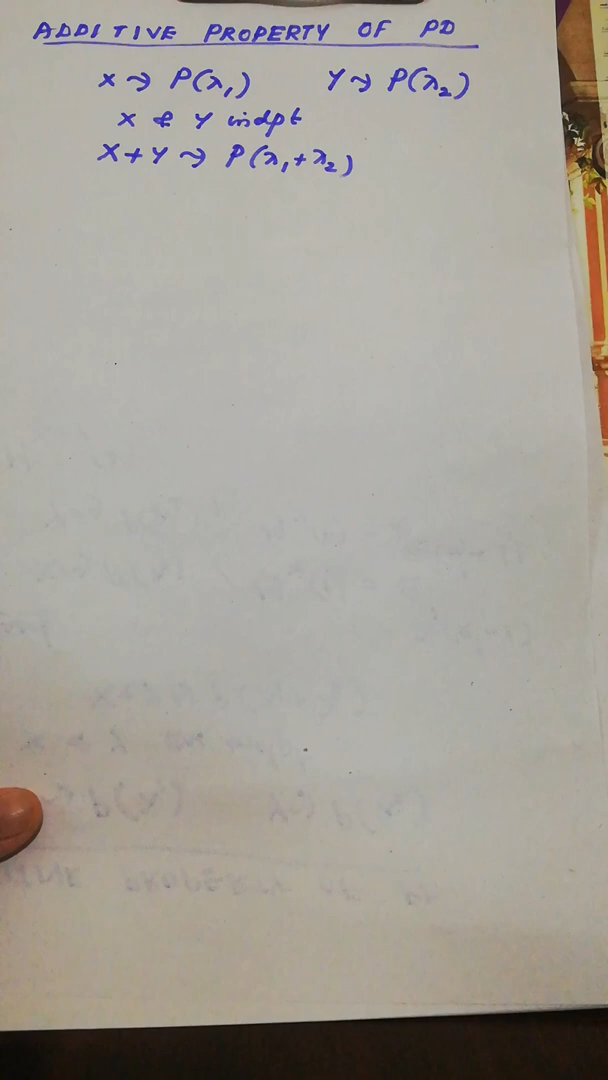 ADDITIVE PROPERTY OF PD
X → P(λ₁) Y → P(λ₂)
X & Y indpt
X+Y → P(λ₁+λ₂)